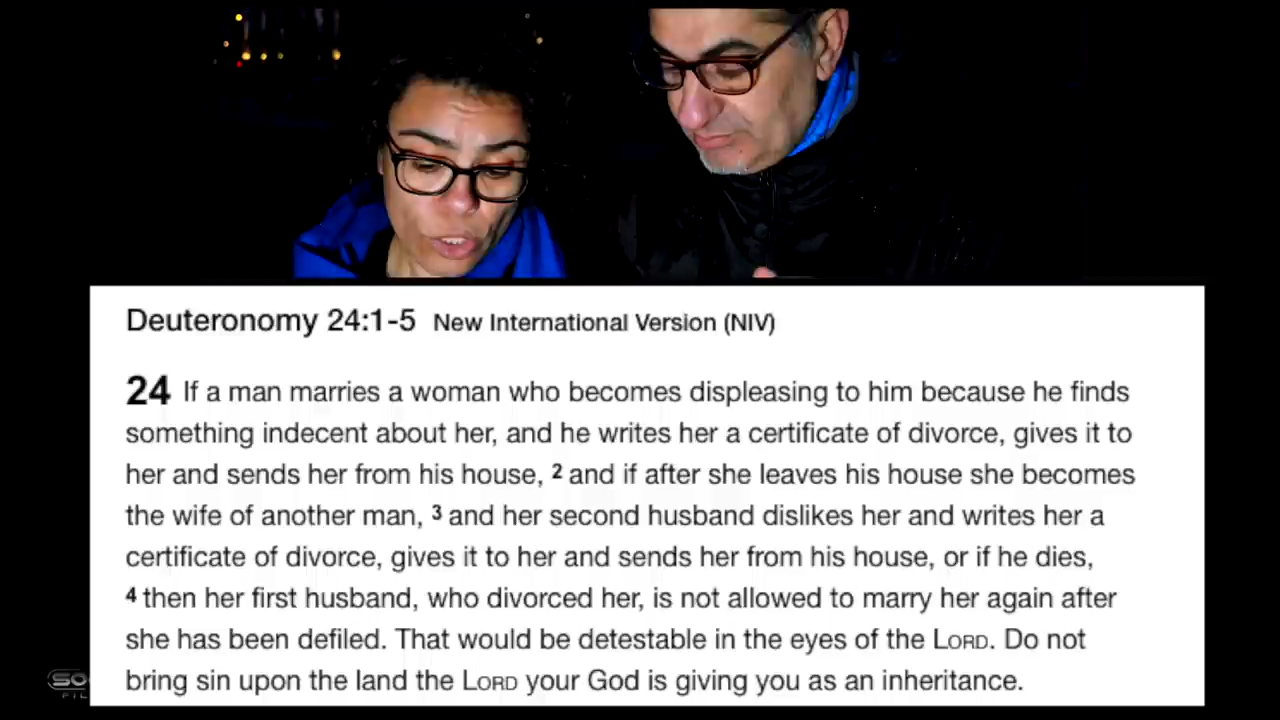 Deuteronomy 24:1-5 New International Version (NIV)
24 If a man marries a woman who becomes displeasing to him because he finds
something indecent about her, and he writes her a certificate of divorce, gives it to
her and sends her from his house, 2 and if after she leaves his house she becomes
the wife of another man, 3 and her second husband dislikes her and writes her a
certificate of divorce, gives it to her and sends her from his house, or if he dies,
4 then her first husband, who divorced her, is not allowed to marry her again after
she has been defiled. That would be detestable in the eyes of the LORD. Do not
bring sin upon the land the LORD your God is giving you as an inheritance.